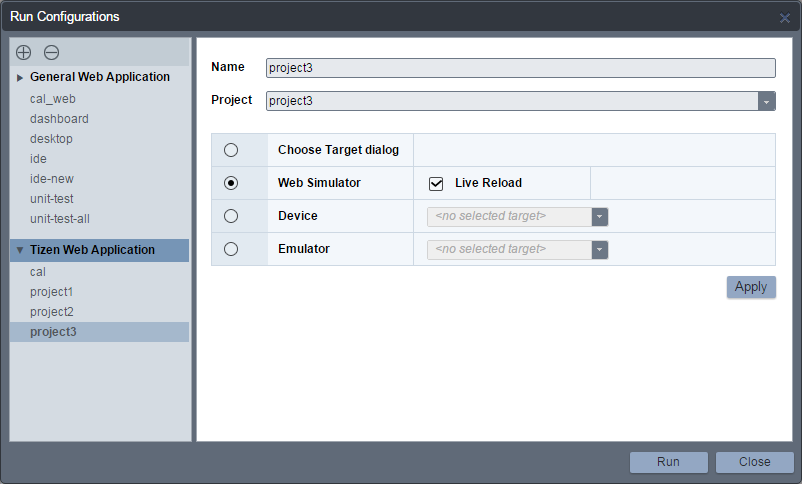 Run Configurations
General Web Application
cal_web
dashboard
desktop
ide
ide-new
unit-test
unit-test-all
Tizen Web Application
cal
project1
project2
project3
Name project3
Project project3
Choose Target dialog
Web Simulator Live Reload
Device <no selected target>
Emulator <no selected target>
Apply
Run Close